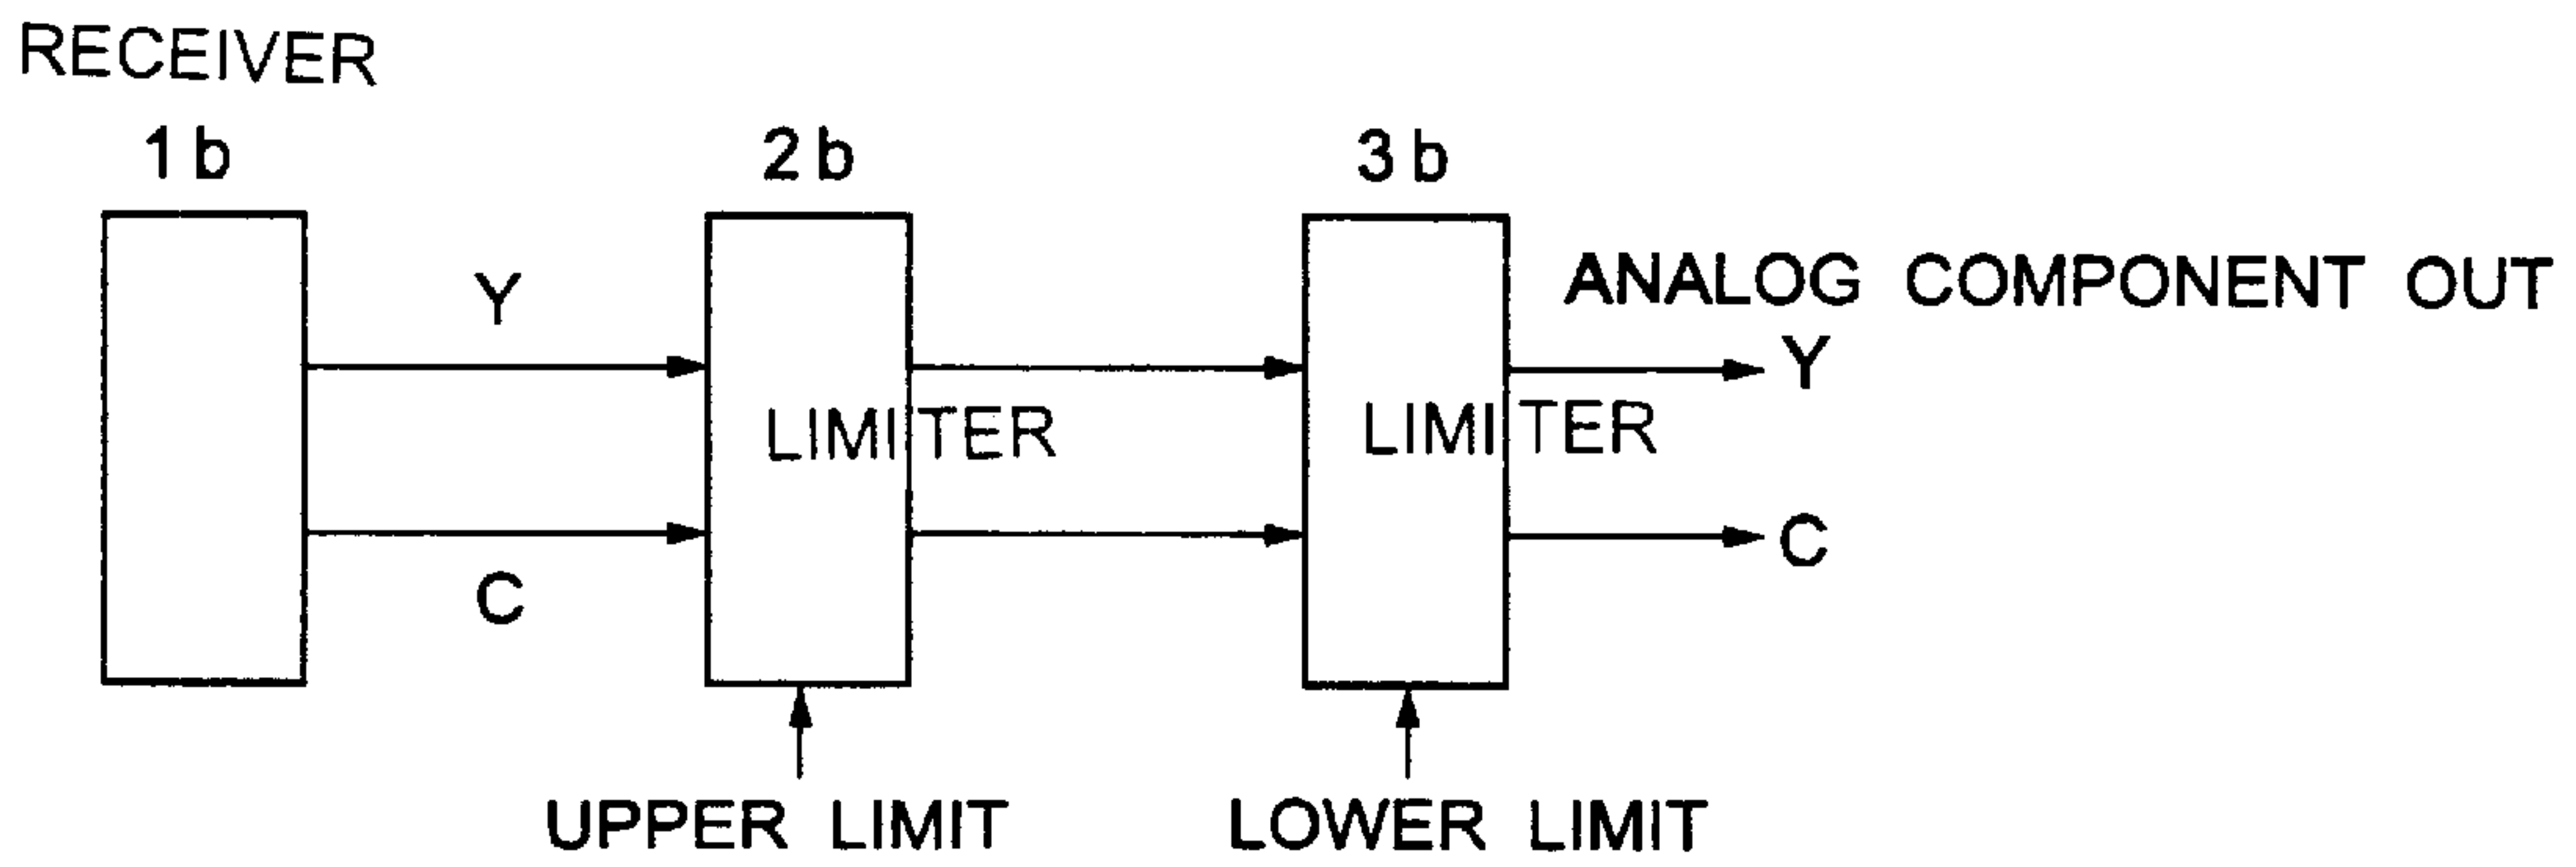 RECEIVER
1b
2b
3b
ANALOG COMPONENT OUT
Y
Y
LIMITER
LIMITER
C
C
UPPER LIMIT
LOWER LIMIT